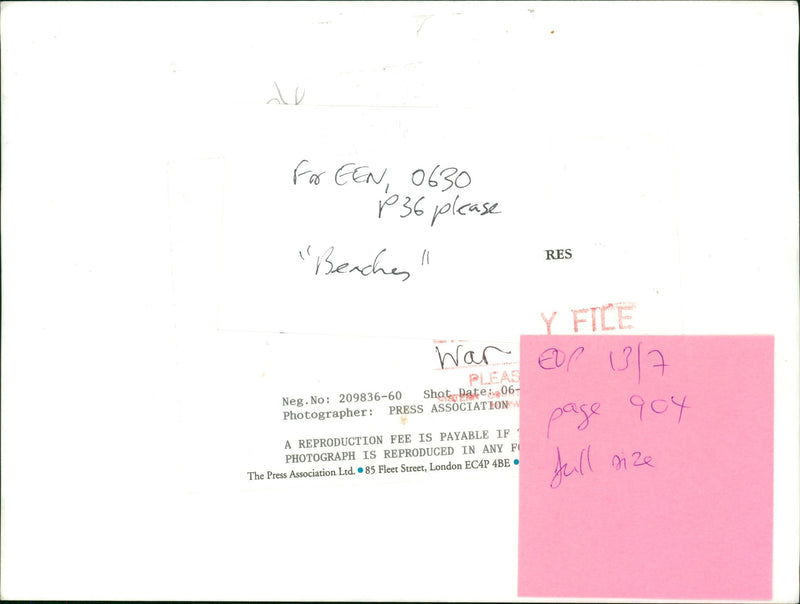 For EEN, 0630
P36 please
"Beaches"
RES
Y FILE
War
PLEAS
Neg.No: 209836-60 Shot Date: 06-
Photographer: PRESS ASSOCIATION
A REPRODUCTION FEE IS PAYABLE IF
PHOTOGRAPH IS REPRODUCED IN ANY FO
The Press Association Ltd. • 85 Fleet Street, London EC4P 4BE •
EDP 13/7
page 904
full size